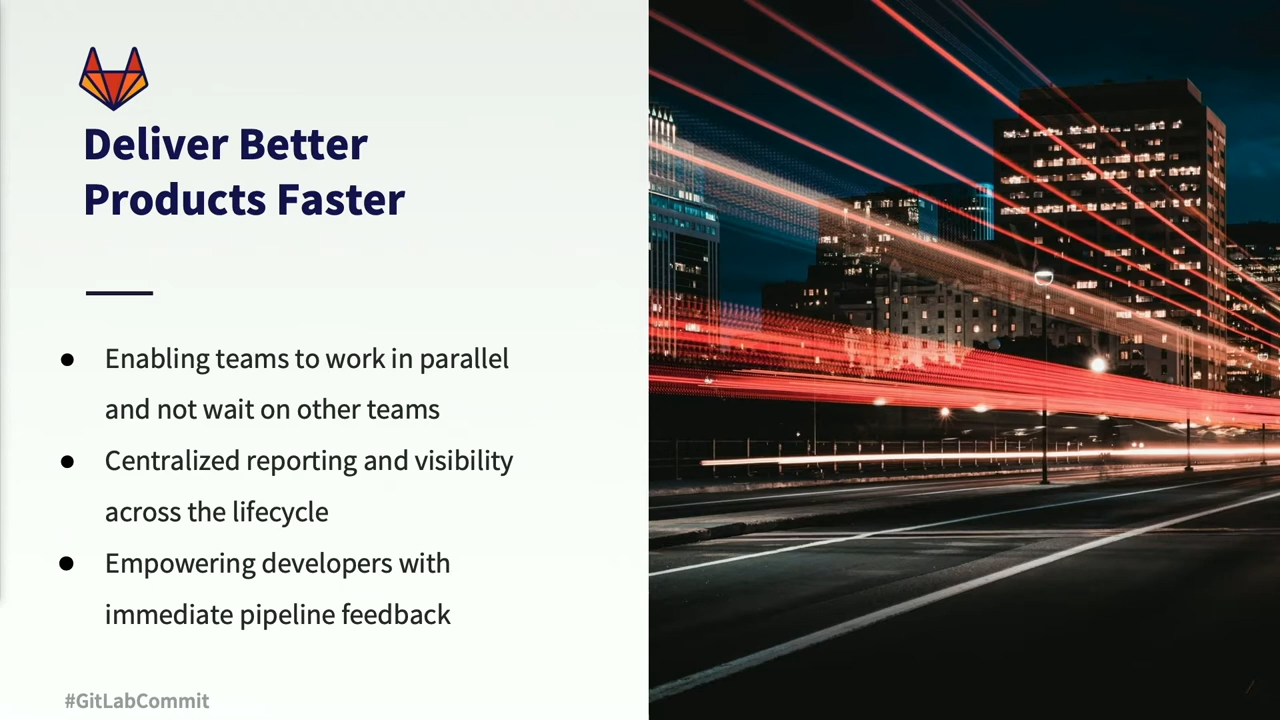 Deliver Better
Products Faster
● Enabling teams to work in parallel
and not wait on other teams
● Centralized reporting and visibility
across the lifecycle
● Empowering developers with
immediate pipeline feedback
#GitLabCommit